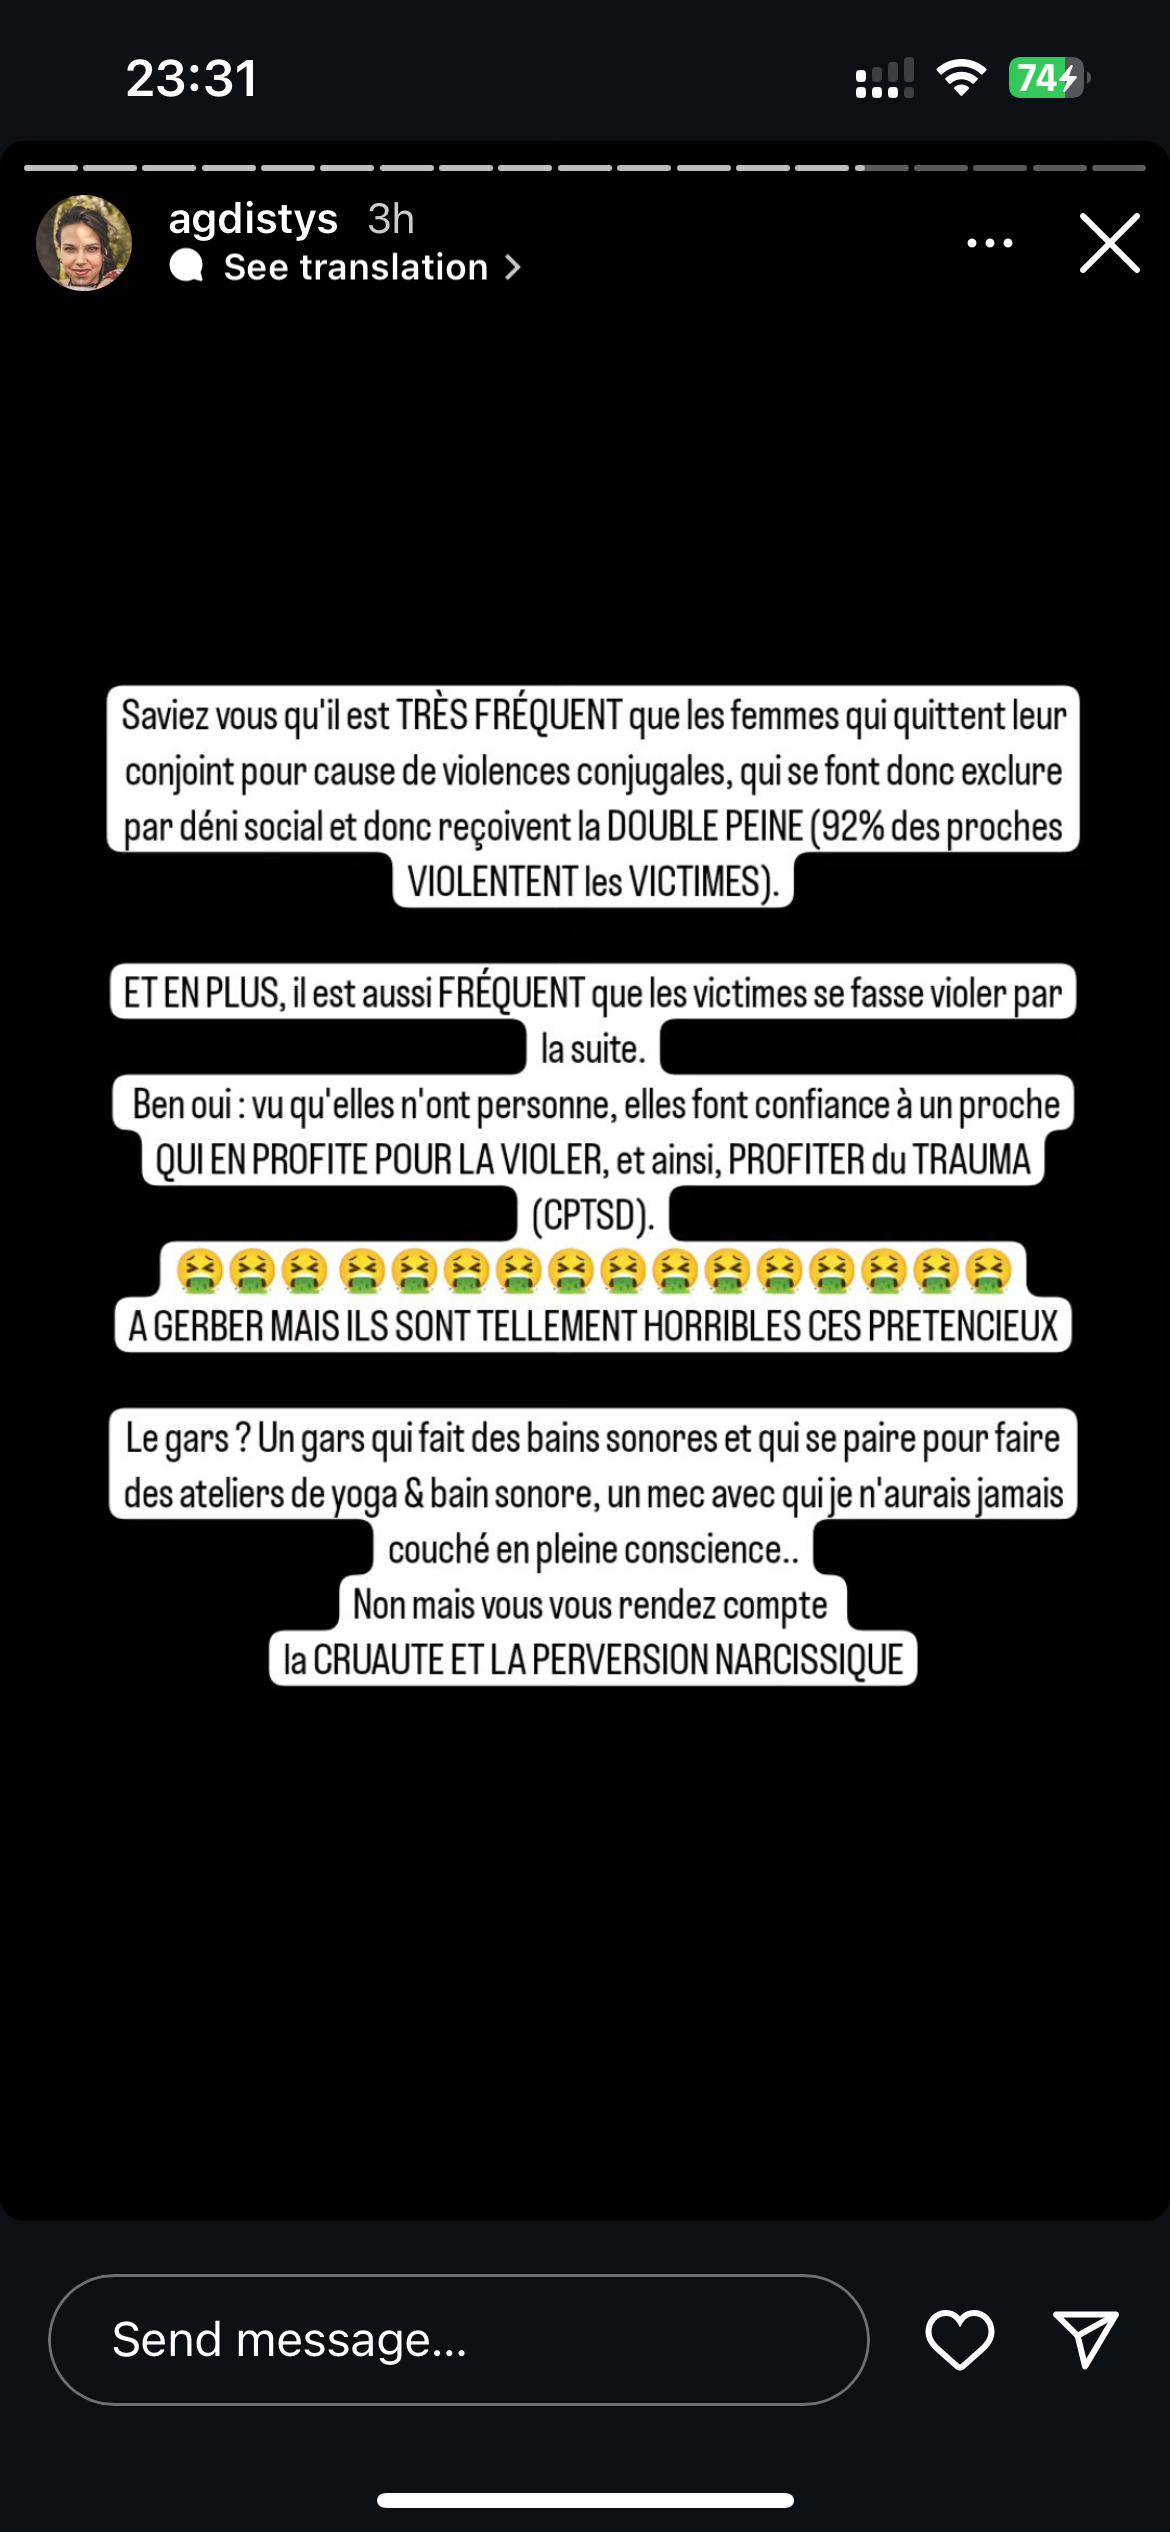 23:31
74
agdistys 3h
See translation
Saviez vous qu'il est TRÈS FRÉQUENT que les femmes qui quittent leur
conjoint pour cause de violences conjugales, qui se font donc exclure
par déni social et donc reçoivent la DOUBLE PEINE (92% des proches
VIOLENTENT les VICTIMES).
ET EN PLUS, il est aussi FRÉQUENT que les victimes se fasse violer par
la suite.
Ben oui : vu qu'elles n'ont personne, elles font confiance à un proche
QUI EN PROFITE POUR LA VIOLER, et ainsi, PROFITER du TRAUMA
(CPTSD).
🤮🤮🤮 🤮🤮🤮🤮🤮🤮🤮🤮🤮🤮🤮🤮🤮
A GERBER MAIS ILS SONT TELLEMENT HORRIBLES CES PRETENCIEUX
Le gars ? Un gars qui fait des bains sonores et qui se paire pour faire
des ateliers de yoga & bain sonore, un mec avec qui je n'aurais jamais
couché en pleine conscience..
Non mais vous vous rendez compte
la CRUAUTE ET LA PERVERSION NARCISSIQUE
Send message...